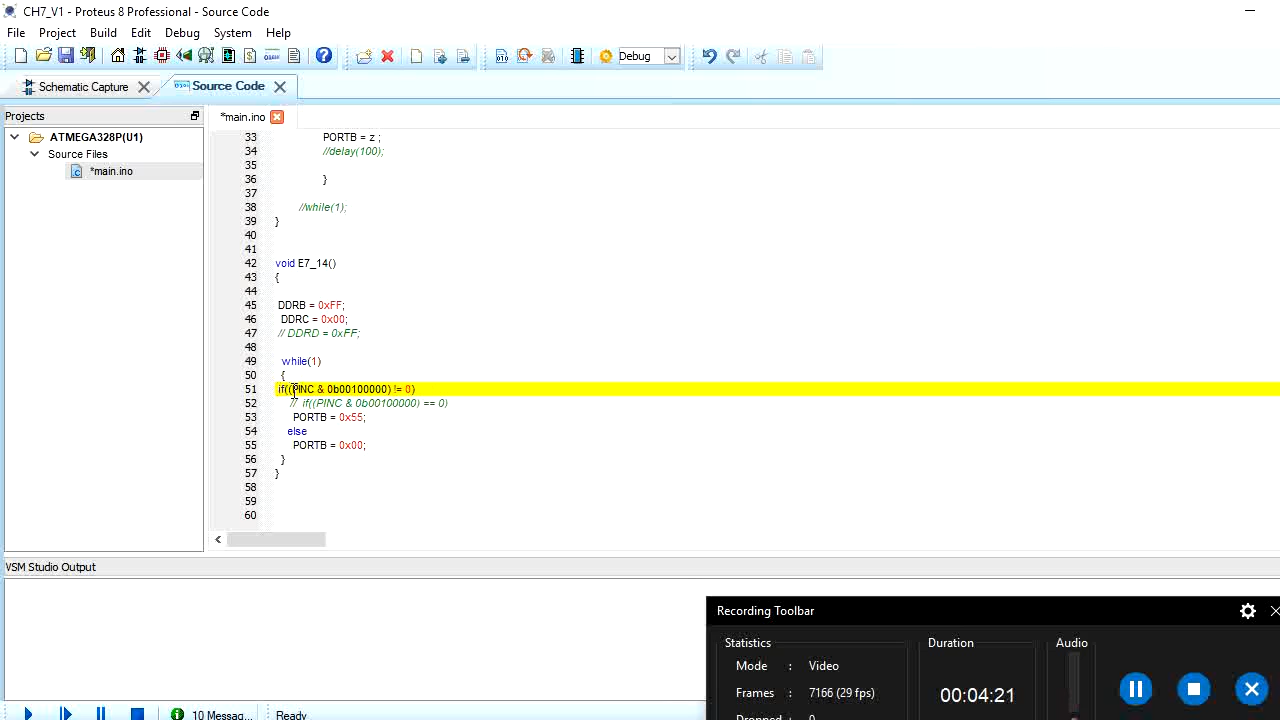 CH7_V1 - Proteus 8 Professional - Source Code
File Project Build Edit Debug System Help
Debug
Schematic Capture Source Code
Projects
ATMEGA328P(U1)
Source Files
*main.ino
*main.ino
33 PORTB = z ;
34 //delay(100);
35
36 }
37
38 //while(1);
39 }
40
41
42 void E7_14()
43 {
44
45 DDRB = 0xFF;
46 DDRC = 0x00;
47 // DDRD = 0xFF;
48
49 while(1)
50 {
51 if((PINC & 0b00100000) != 0)
52 // if((PINC & 0b00100000) == 0)
53 PORTB = 0x55;
54 else
55 PORTB = 0x00;
56 }
57 }
58
59
60
VSM Studio Output
10 Messag... Ready
Recording Toolbar
Statistics Duration Audio
Mode : Video
Frames : 7166 (29 fps)
00:04:21